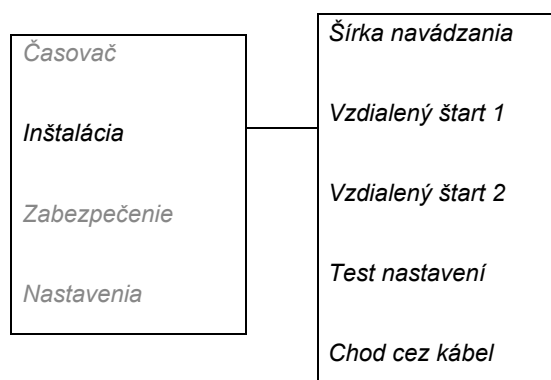 Časovač
Inštalácia
Zabezpečenie
Nastavenia
Šírka navádzania
Vzdialený štart 1
Vzdialený štart 2
Test nastavení
Chod cez kábel